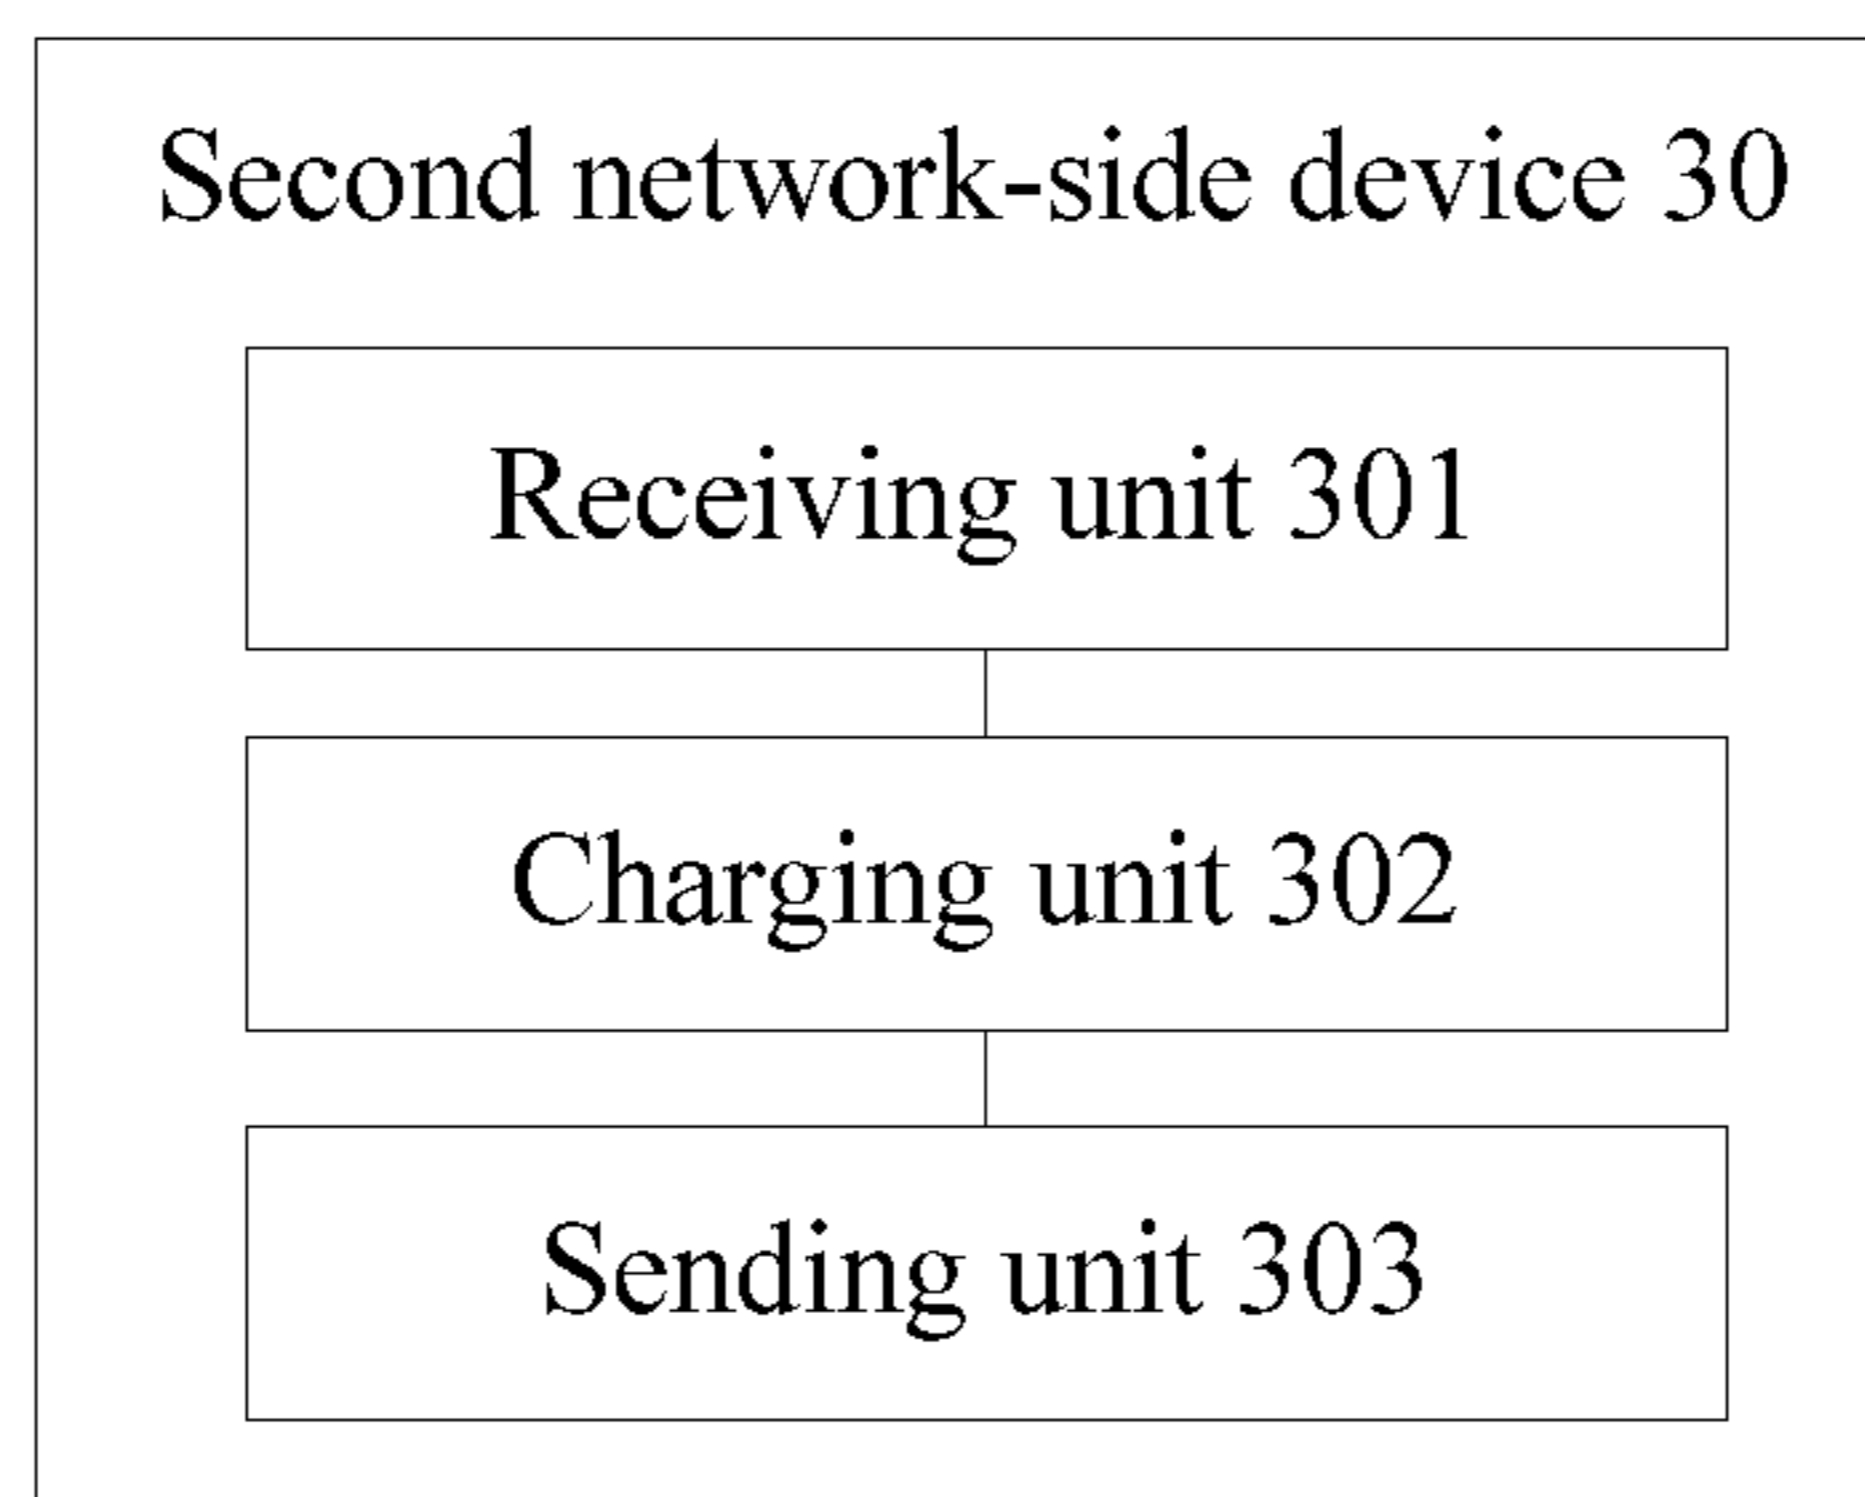 Second network-side device 30
Receiving unit 301
Charging unit 302
Sending unit 303